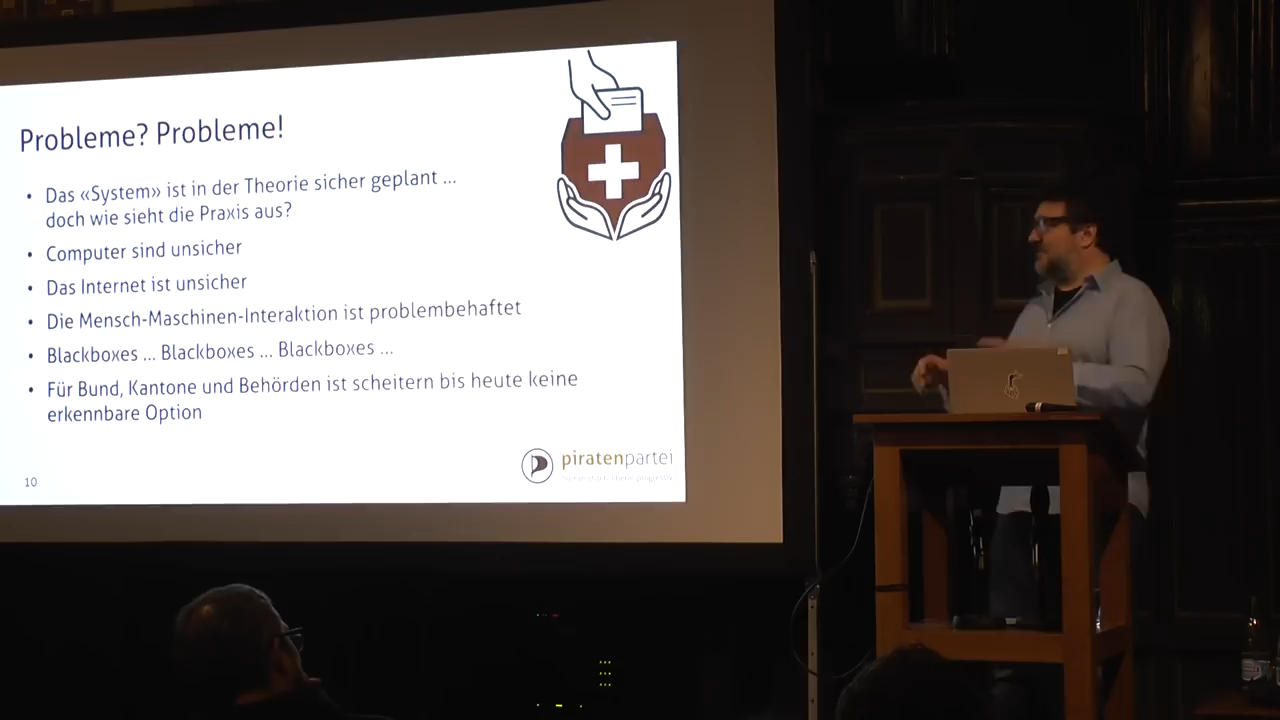 Probleme? Probleme!
• Das «System» ist in der Theorie sicher geplant ...
doch wie sieht die Praxis aus?
• Computer sind unsicher
• Das Internet ist unsicher
• Die Mensch-Maschinen-Interaktion ist problembehaftet
• Blackboxes ... Blackboxes ... Blackboxes ...
• Für Bund, Kantone und Behörden ist scheitern bis heute keine
erkennbare Option
piratenpartei
10